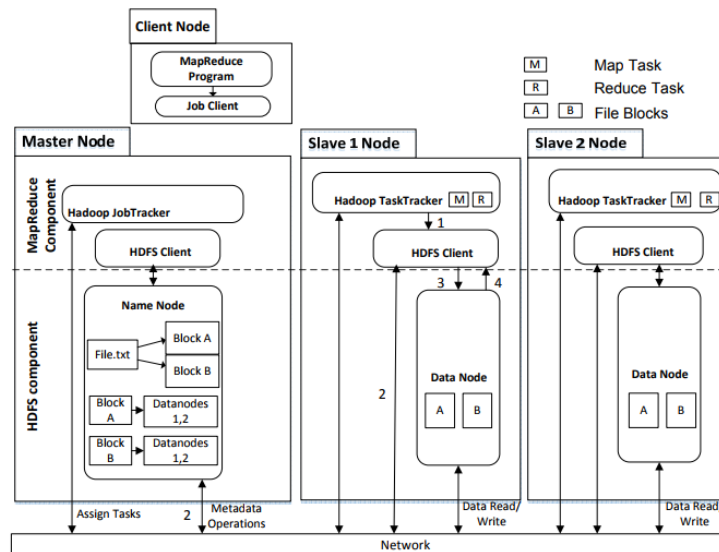 Client Node
MapReduce
Program
Job Client
M Map Task
R Reduce Task
A B File Blocks
Master Node
Slave 1 Node
Slave 2 Node
MapReduce
Component
Hadoop JobTracker
HDFS Client
Hadoop TaskTracker M R
1
HDFS Client
Hadoop TaskTracker M R
HDFS Client
HDFS component
Name Node
File.txt
Block A
Block B
Block
A
Datanodes
1,2
Block
B
Datanodes
1,2
3
4
2
Data Node
A B
Data Node
A B
Assign Tasks
2
Metadata
Operations
Data Read/
Write
Data Read/
Write
Network